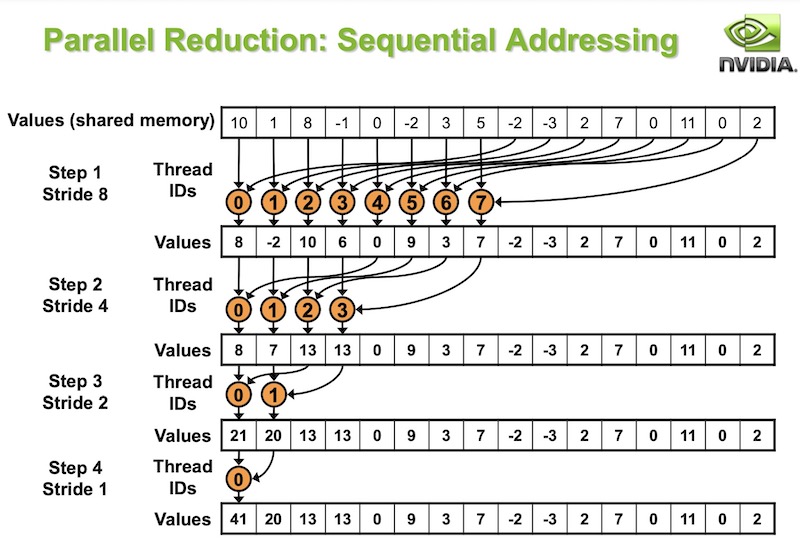 Parallel Reduction: Sequential Addressing
NVIDIA.
Values (shared memory) 10 1 8 -1 0 -2 3 5 -2 -3 2 7 0 11 0 2
Step 1 Thread
Stride 8 IDs
0 1 2 3 4 5 6 7
Values 8 -2 10 6 0 9 3 7 -2 -3 2 7 0 11 0 2
Step 2 Thread
Stride 4 IDs
0 1 2 3
Values 8 7 13 13 0 9 3 7 -2 -3 2 7 0 11 0 2
Step 3 Thread
Stride 2 IDs
0 1
Values 21 20 13 13 0 9 3 7 -2 -3 2 7 0 11 0 2
Step 4 Thread
Stride 1 IDs
0
Values 41 20 13 13 0 9 3 7 -2 -3 2 7 0 11 0 2